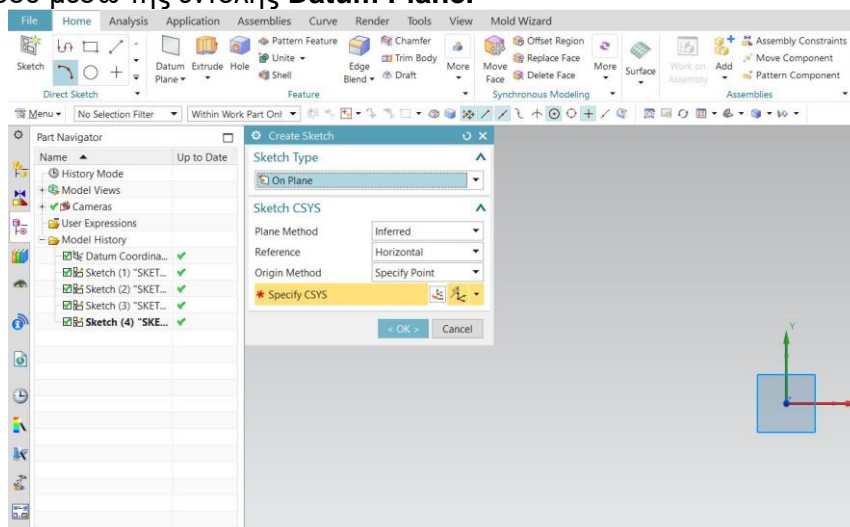 μέσω της εντολής Datum Plane.
File Home Analysis Application Assemblies Curve Render Tools View Mold Wizard
Pattern Feature Chamfer Offset Region Assembly Constraints
Unite Trim Body Replace Face Move Component
Sketch Datum Plane Extrude Hole Shell Edge Blend Draft More Move Face Delete Face More Surface Work on Assembly Add Pattern Component
Direct Sketch Feature Synchronous Modeling Assemblies
Menu No Selection Filter Within Work Part Onl
Part Navigator
Name Up to Date
History Mode
Model Views
Cameras
User Expressions
Model History
Datum Coordina...
Sketch (1) "SKET...
Sketch (2) "SKET...
Sketch (3) "SKET...
Sketch (4) "SKE...
Create Sketch
Sketch Type
On Plane
Sketch CSYS
Plane Method Inferred
Reference Horizontal
Origin Method Specify Point
* Specify CSYS
< OK > Cancel
Y